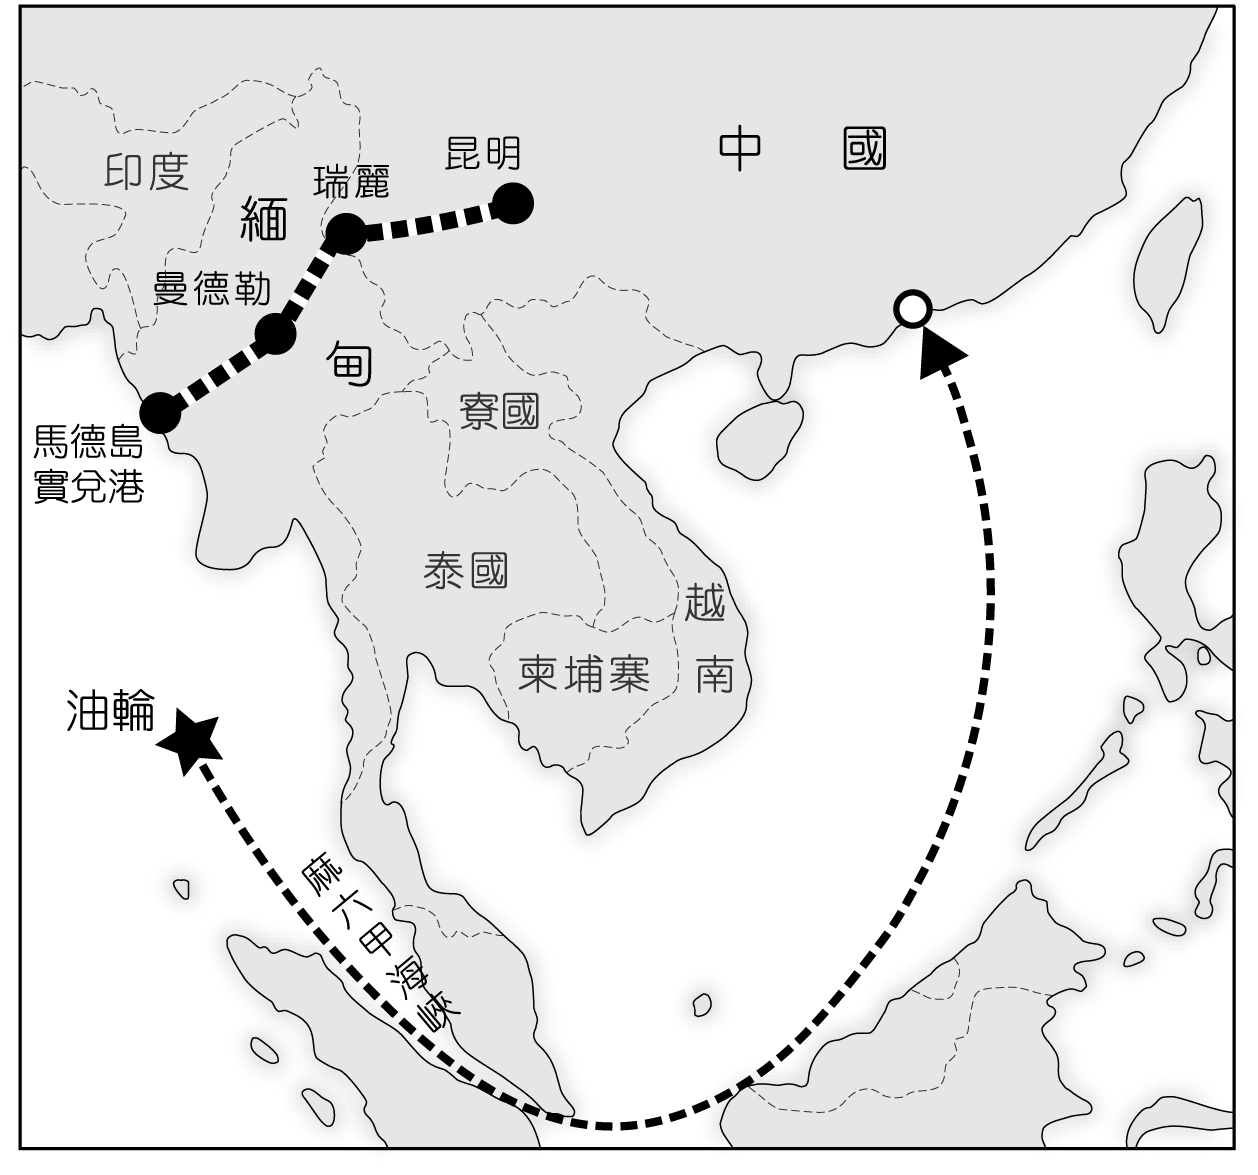 中 國
昆明
印度
瑞麗
緬
曼德勒
甸
寮國
馬德島
實兌港
泰國
越
南
柬埔寨
油輪
麻六甲海峽